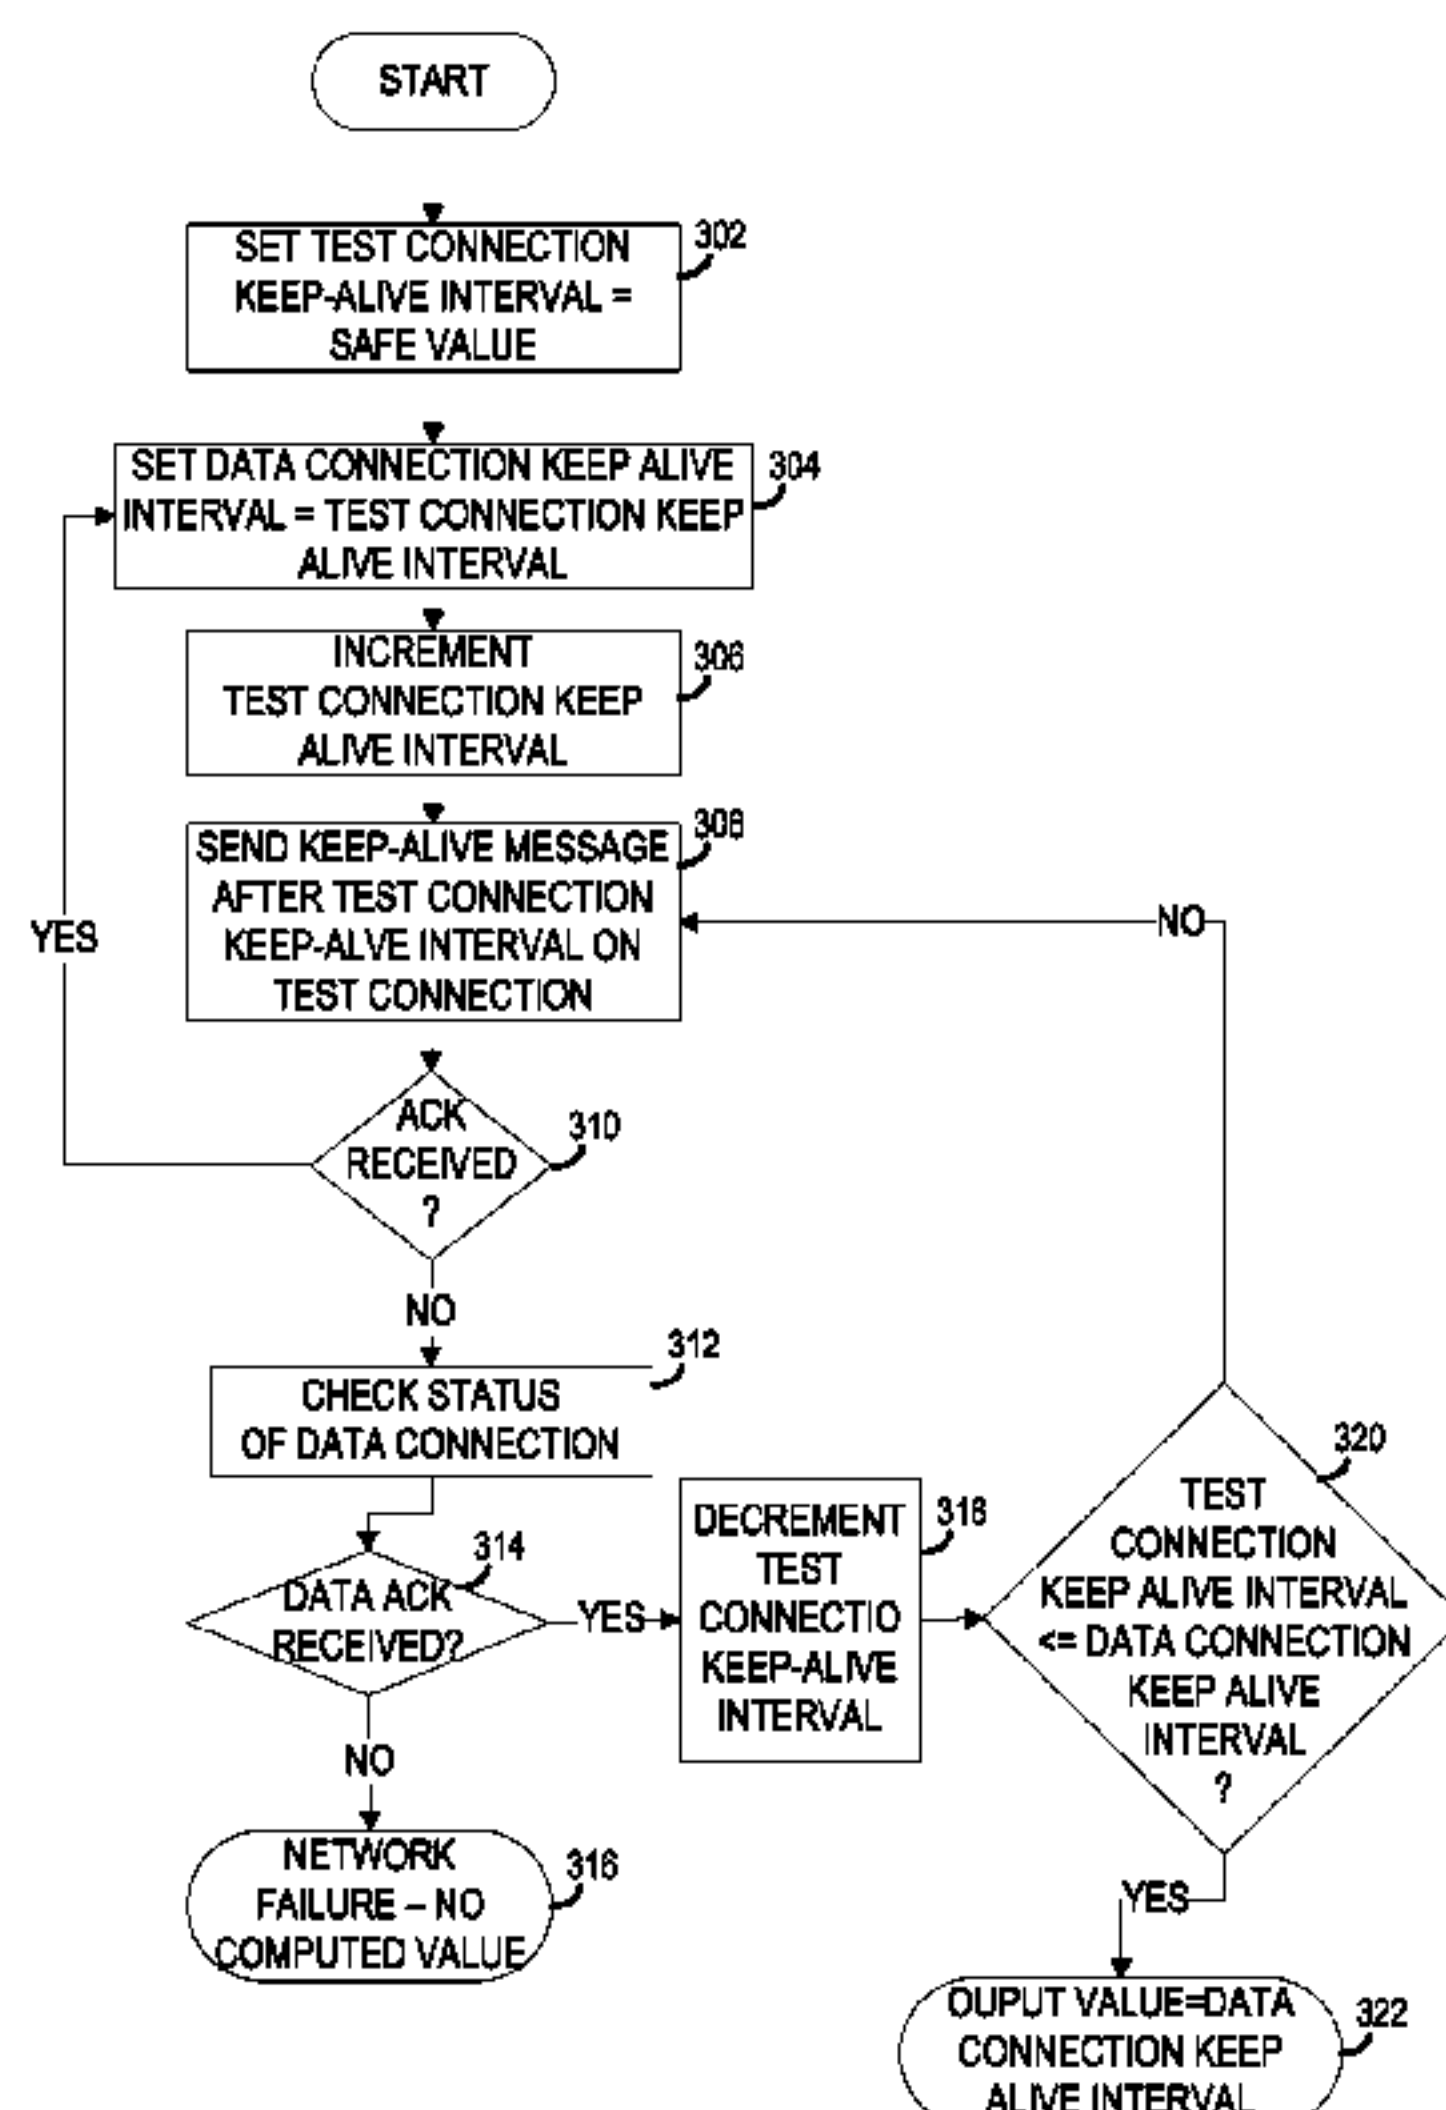 START
SET TEST CONNECTION
KEEP-ALIVE INTERVAL =
SAFE VALUE
302
SET DATA CONNECTION KEEP ALIVE
INTERVAL = TEST CONNECTION KEEP
ALIVE INTERVAL
304
INCREMENT
TEST CONNECTION KEEP
ALIVE INTERVAL
306
SEND KEEP-ALIVE MESSAGE
AFTER TEST CONNECTION
KEEP-ALVE INTERVAL ON
TEST CONNECTION
308
NO
YES
ACK
RECEIVED
?
310
NO
CHECK STATUS
OF DATA CONNECTION
312
DATA ACK
RECEIVED?
314
YES
DECREMENT
TEST
CONNECTIO
KEEP-ALIVE
INTERVAL
318
TEST
CONNECTION
KEEP ALIVE INTERVAL
<= DATA CONNECTION
KEEP ALIVE
INTERVAL
?
320
NO
NETWORK
FAILURE – NO
COMPUTED VALUE
316
YES
OUPUT VALUE=DATA
CONNECTION KEEP
ALIVE INTERVAL
322